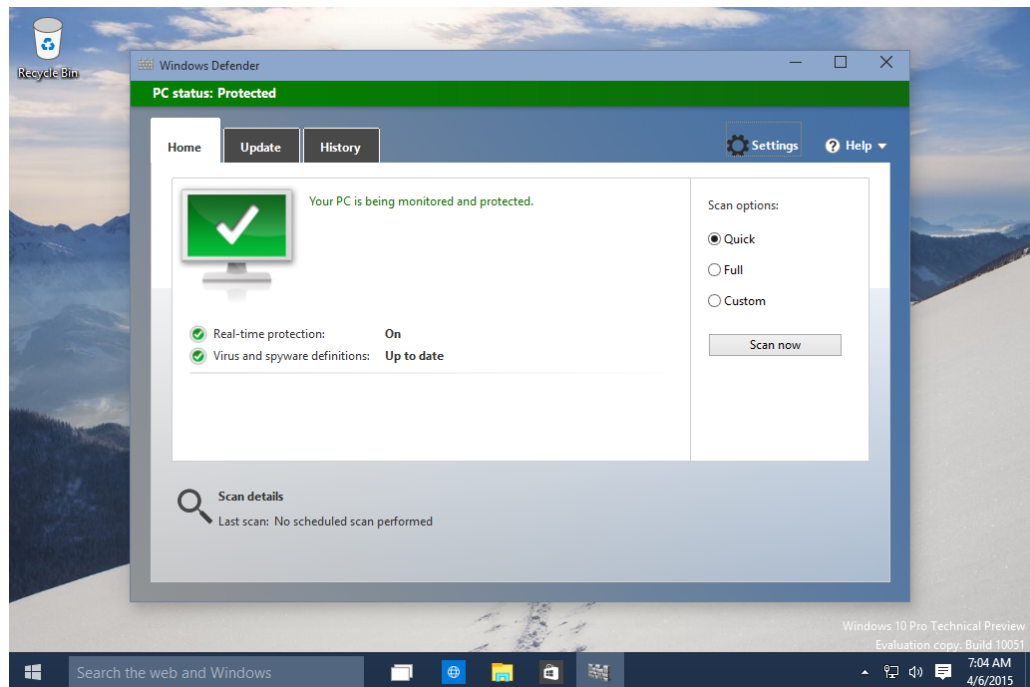 Recycle Bin
Windows Defender
PC status: Protected
Home
Update
History
Settings
Help
Your PC is being monitored and protected.
Scan options:
Quick
Full
Custom
Scan now
Real-time protection: On
Virus and spyware definitions: Up to date
Scan details
Last scan: No scheduled scan performed
Windows 10 Pro Technical Preview
Evaluation copy. Build 10051
Search the web and Windows
7:04 AM
4/6/2015